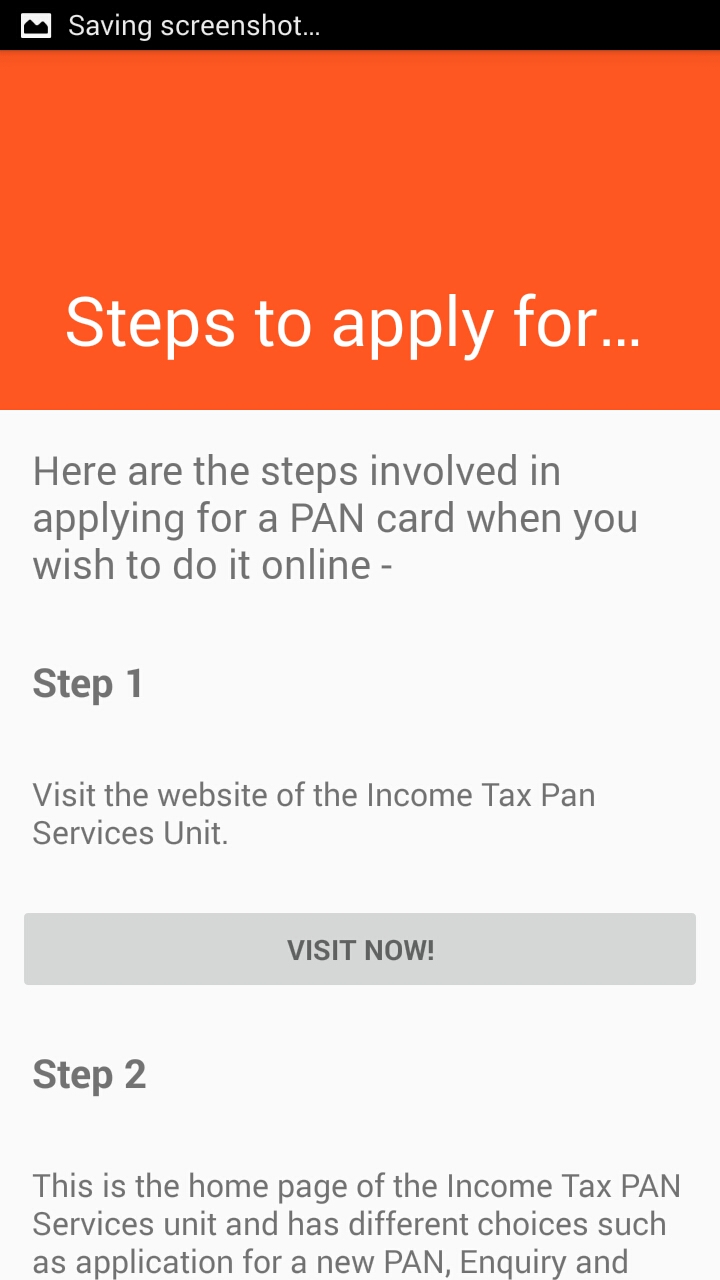 Saving screenshot...
Steps to apply for...
Here are the steps involved in
applying for a PAN card when you
wish to do it online -
Step 1
Visit the website of the Income Tax Pan
Services Unit.
VISIT NOW!
Step 2
This is the home page of the Income Tax PAN
Services unit and has different choices such
as application for a new PAN, Enquiry and